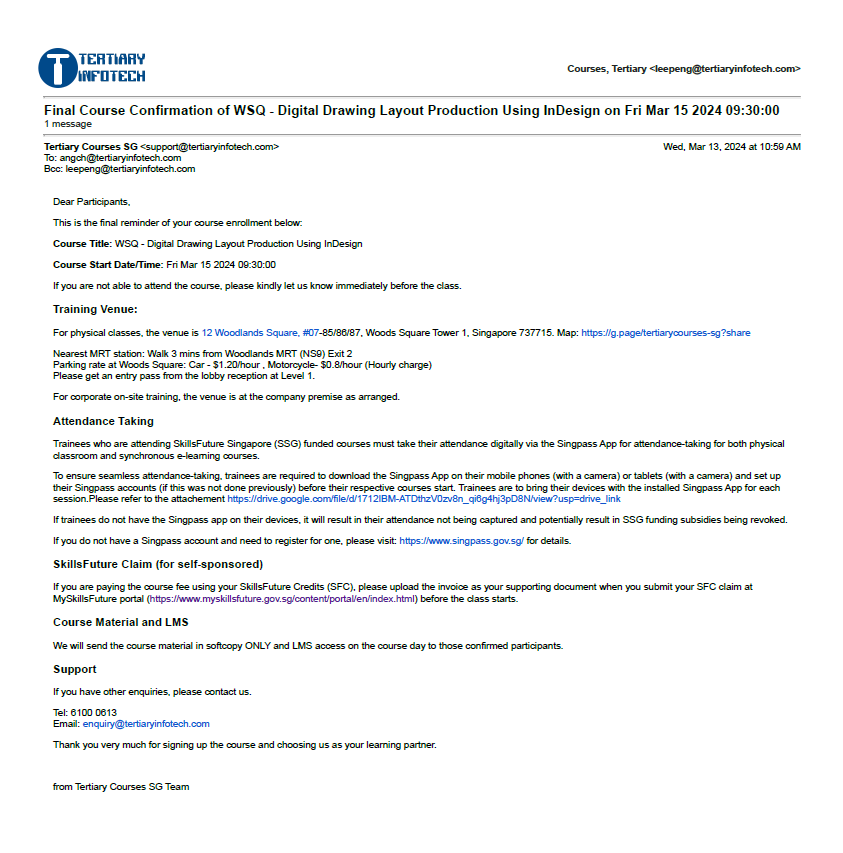 TERTIARY
INFOTECH
Courses, Tertiary <leepeng@tertiaryinfotech.com>
Final Course Confirmation of WSQ - Digital Drawing Layout Production Using InDesign on Fri Mar 15 2024 09:30:00
1 message
Tertiary Courses SG <support@tertiaryinfotech.com> Wed, Mar 13, 2024 at 10:59 AM
To: angch@tertiaryinfotech.com
Bcc: leepeng@tertiaryinfotech.com
Dear Participants,
This is the final reminder of your course enrollment below:
Course Title: WSQ - Digital Drawing Layout Production Using InDesign
Course Start Date/Time: Fri Mar 15 2024 09:30:00
If you are not able to attend the course, please kindly let us know immediately before the class.
Training Venue:
For physical classes, the venue is 12 Woodlands Square, #07-85/86/87, Woods Square Tower 1, Singapore 737715. Map: https://g.page/tertiarycourses-sg?share
Nearest MRT station: Walk 3 mins from Woodlands MRT (NS9) Exit 2
Parking rate at Woods Square: Car - $1.20/hour , Motorcycle- $0.8/hour (Hourly charge)
Please get an entry pass from the lobby reception at Level 1.
For corporate on-site training, the venue is at the company premise as arranged.
Attendance Taking
Trainees who are attending SkillsFuture Singapore (SSG) funded courses must take their attendance digitally via the Singpass App for attendance-taking for both physical
classroom and synchronous e-learning courses.
To ensure seamless attendance-taking, trainees are required to download the Singpass App on their mobile phones (with a camera) or tablets (with a camera) and set up
their Singpass accounts (if this was not done previously) before their respective courses start. Trainees are to bring their devices with the installed Singpass App for each
session.Please refer to the attachement https://drive.google.com/file/d/1712IBM-ATDthzV0zv8n_qi6g4hj3pD8N/view?usp=drive_link
If trainees do not have the Singpass app on their devices, it will result in their attendance not being captured and potentially result in SSG funding subsidies being revoked.
If you do not have a Singpass account and need to register for one, please visit: https://www.singpass.gov.sg/ for details.
SkillsFuture Claim (for self-sponsored)
If you are paying the course fee using your SkillsFuture Credits (SFC), please upload the invoice as your supporting document when you submit your SFC claim at
MySkillsFuture portal (https://www.myskillsfuture.gov.sg/content/portal/en/index.html) before the class starts.
Course Material and LMS
We will send the course material in softcopy ONLY and LMS access on the course day to those confirmed participants.
Support
If you have other enquiries, please contact us.
Tel: 6100 0613
Email: enquiry@tertiaryinfotech.com
Thank you very much for signing up the course and choosing us as your learning partner.
from Tertiary Courses SG Team